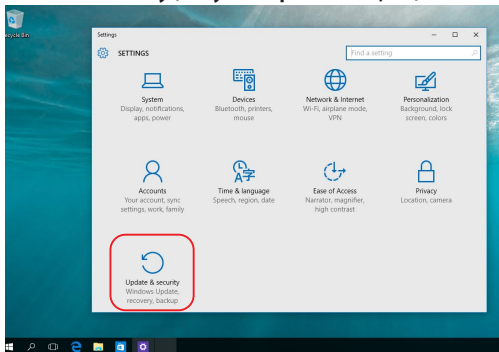 Recycle Bin
Settings
SETTINGS
Find a setting
System
Display, notifications,
apps, power
Devices
Bluetooth, printers,
mouse
Network & Internet
Wi-Fi, airplane mode,
VPN
Personalization
Background, lock
screen, colors
Accounts
Your account, sync
settings, work, family
Time & language
Speech, region, date
Ease of Access
Narrator, magnifier,
high contrast
Privacy
Location, camera
Update & security
Windows Update,
recovery, backup